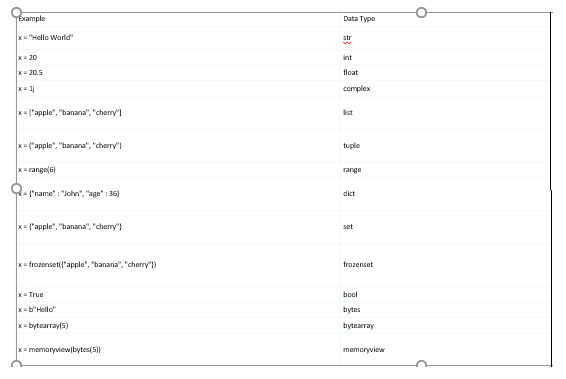 Example Data Type
x = "Hello World" str
x = 20 int
x = 20.5 float
x = 1j complex
x = ["apple", "banana", "cherry"] list
x = ("apple", "banana", "cherry") tuple
x = range(6) range
x = {"name" : "John", "age" : 36} dict
x = {"apple", "banana", "cherry"} set
x = frozenset({"apple", "banana", "cherry"}) frozenset
x = True bool
x = b"Hello" bytes
x = bytearray(5) bytearray
x = memoryview(bytes(5)) memoryview